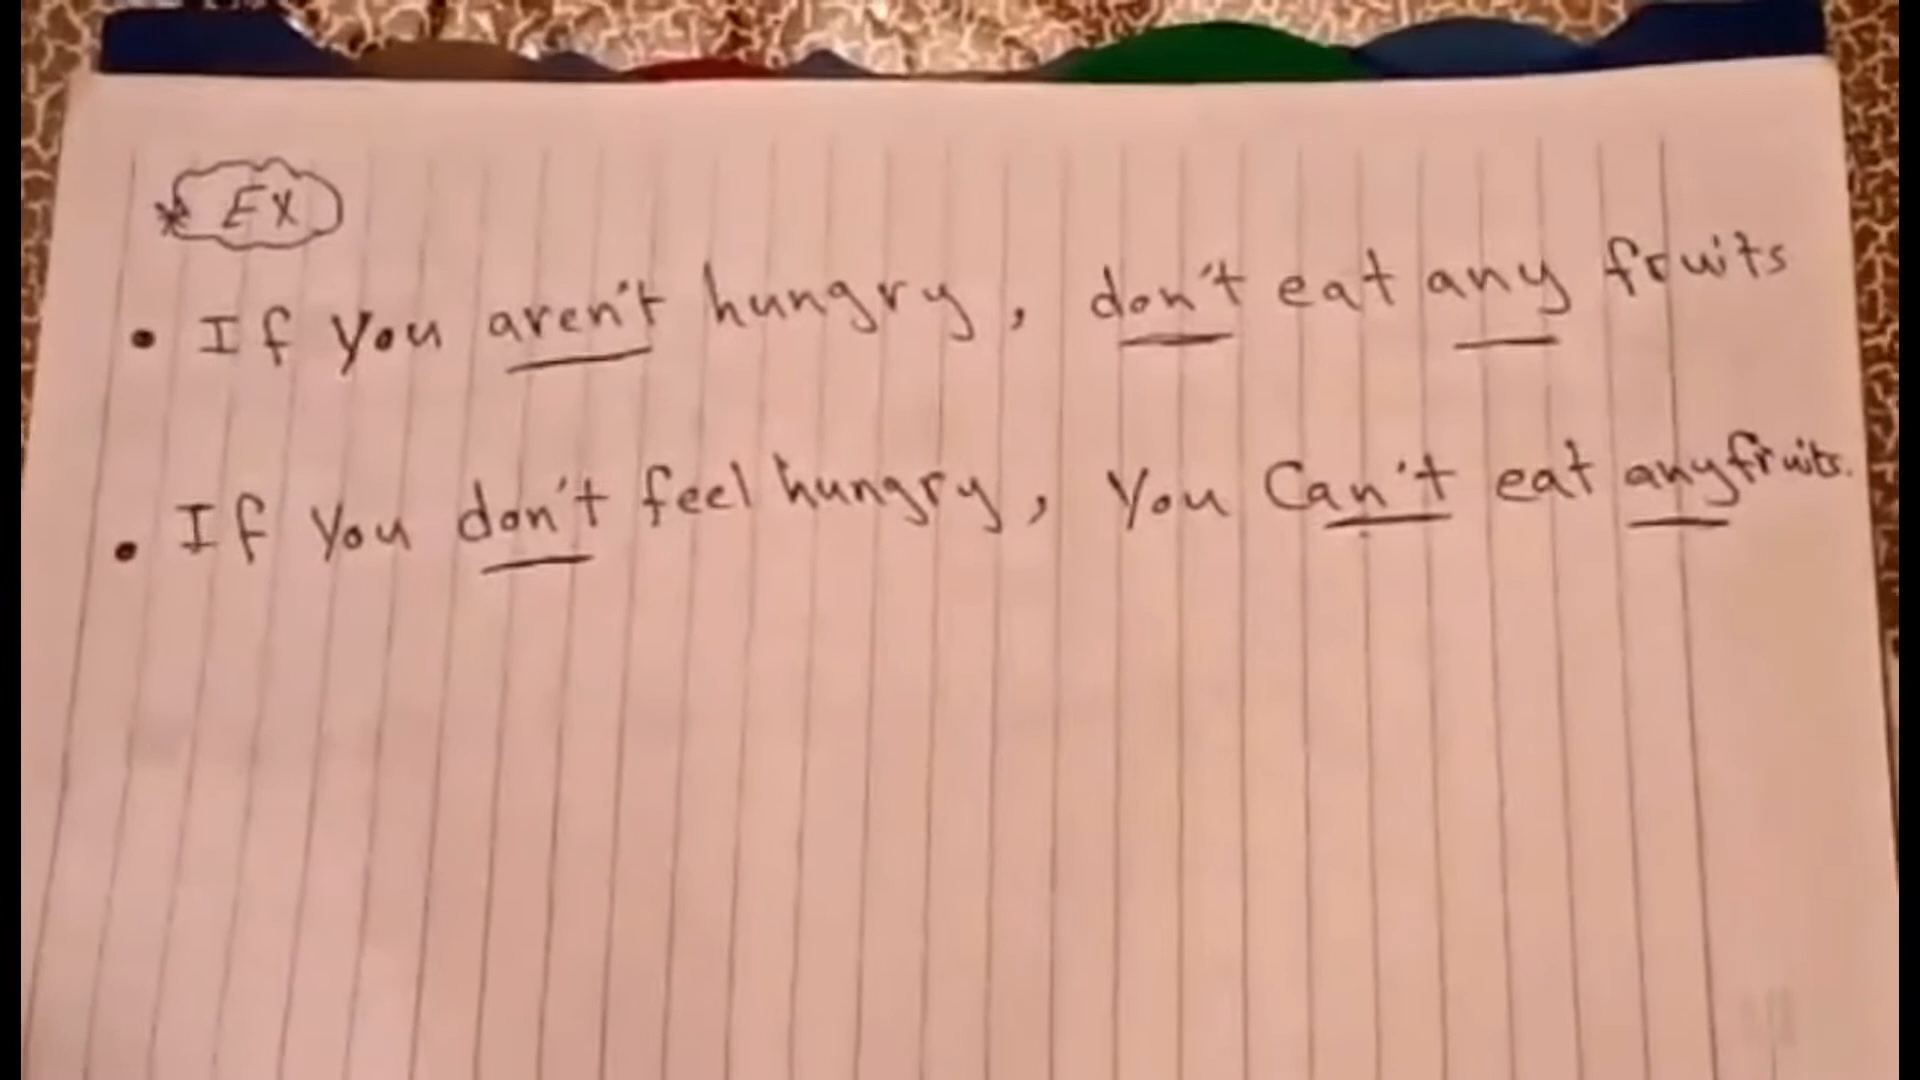 * EX
• If you aren't hungry, don't eat any fruits
• If you don't feel hungry, you can't eat any fruits.